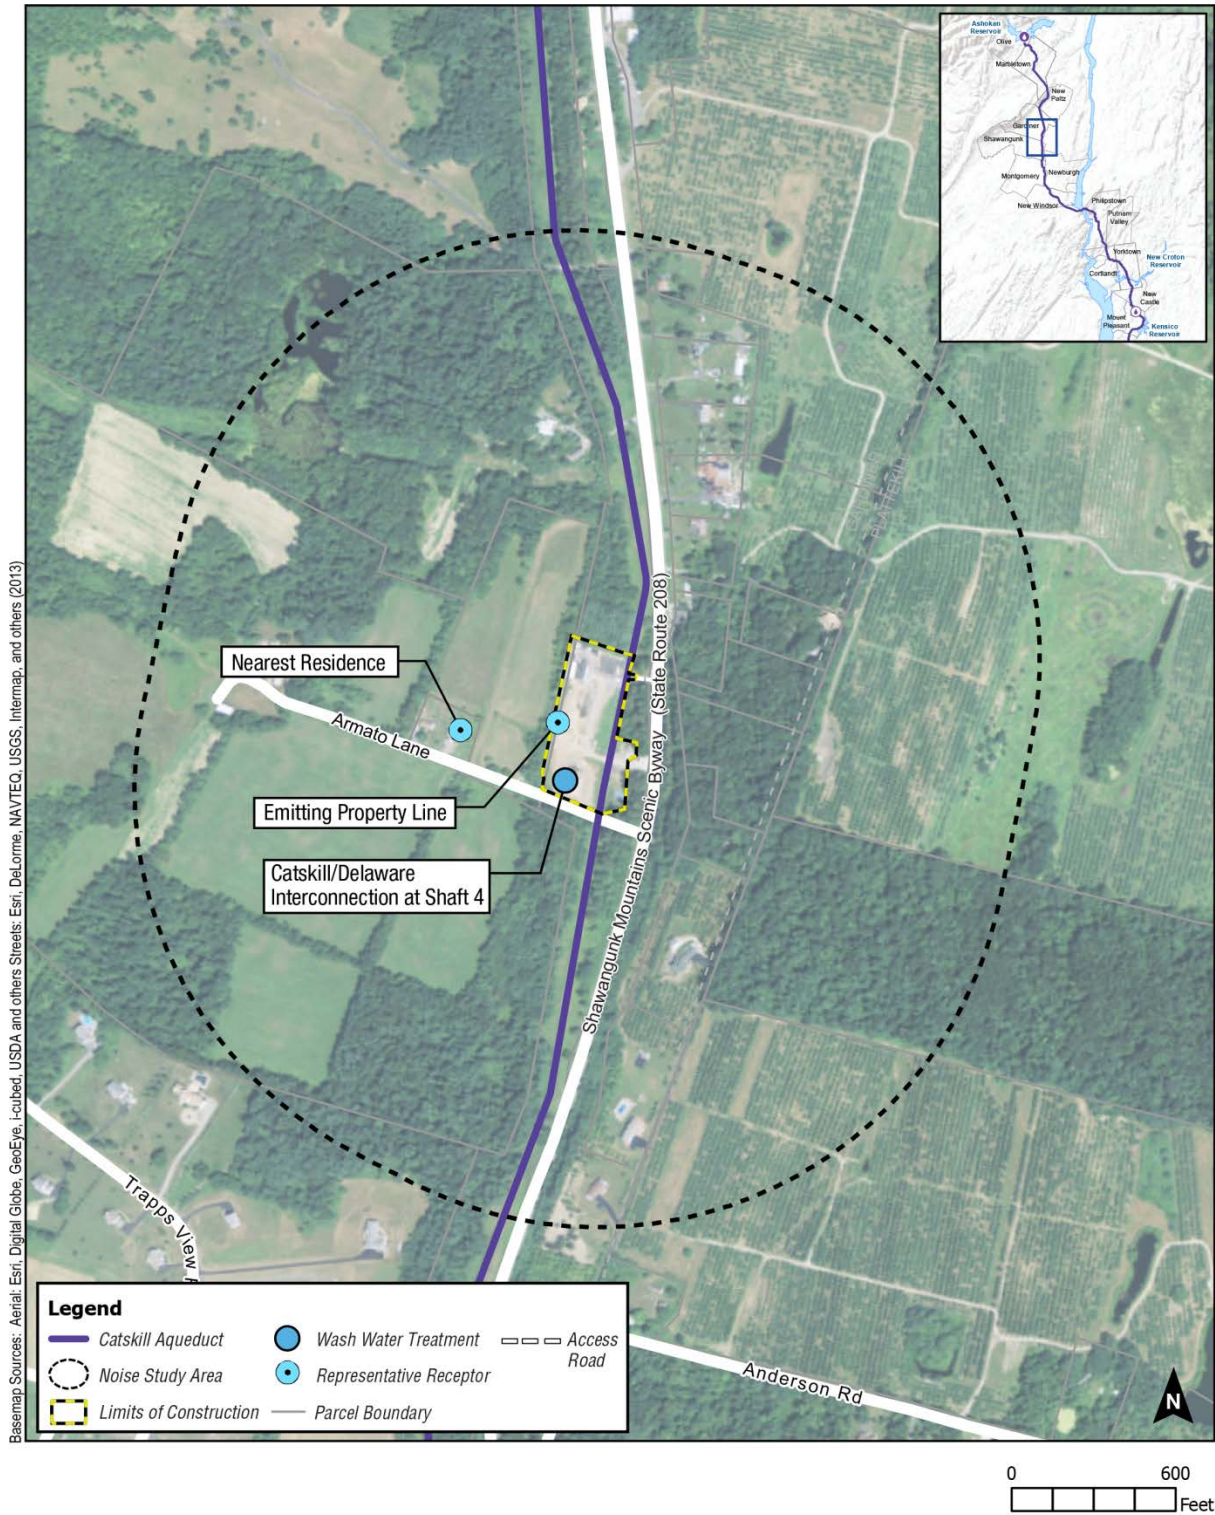 Ashokan
Reservoir
Olive
Marbletown
New
Paltz
Gardiner
Shawangunk
Montgomery
Newburgh
New Windsor
Philipstown
Putnam
Valley
Yorktown
New Croton
Reservoir
Cortlandt
New
Castle
Mount
Pleasant
Kensico
Reservoir
PLATTEKILL
Nearest Residence
Armato Lane
Emitting Property Line
Catskill/Delaware
Interconnection at Shaft 4
Shawangunk Mountains Scenic Byway (State Route 208)
Trapps View
Anderson Rd
Legend
Catskill Aqueduct
Wash Water Treatment
Access
Road
Noise Study Area
Representative Receptor
Limits of Construction
Parcel Boundary
N
0 600
Feet
Basemap Sources: Aerial: Esri, Digital Globe, GeoEye, i-cubed, USDA and others Streets: Esri, DeLorme, NAVTEQ, USGS, Intermap, and others (2013)